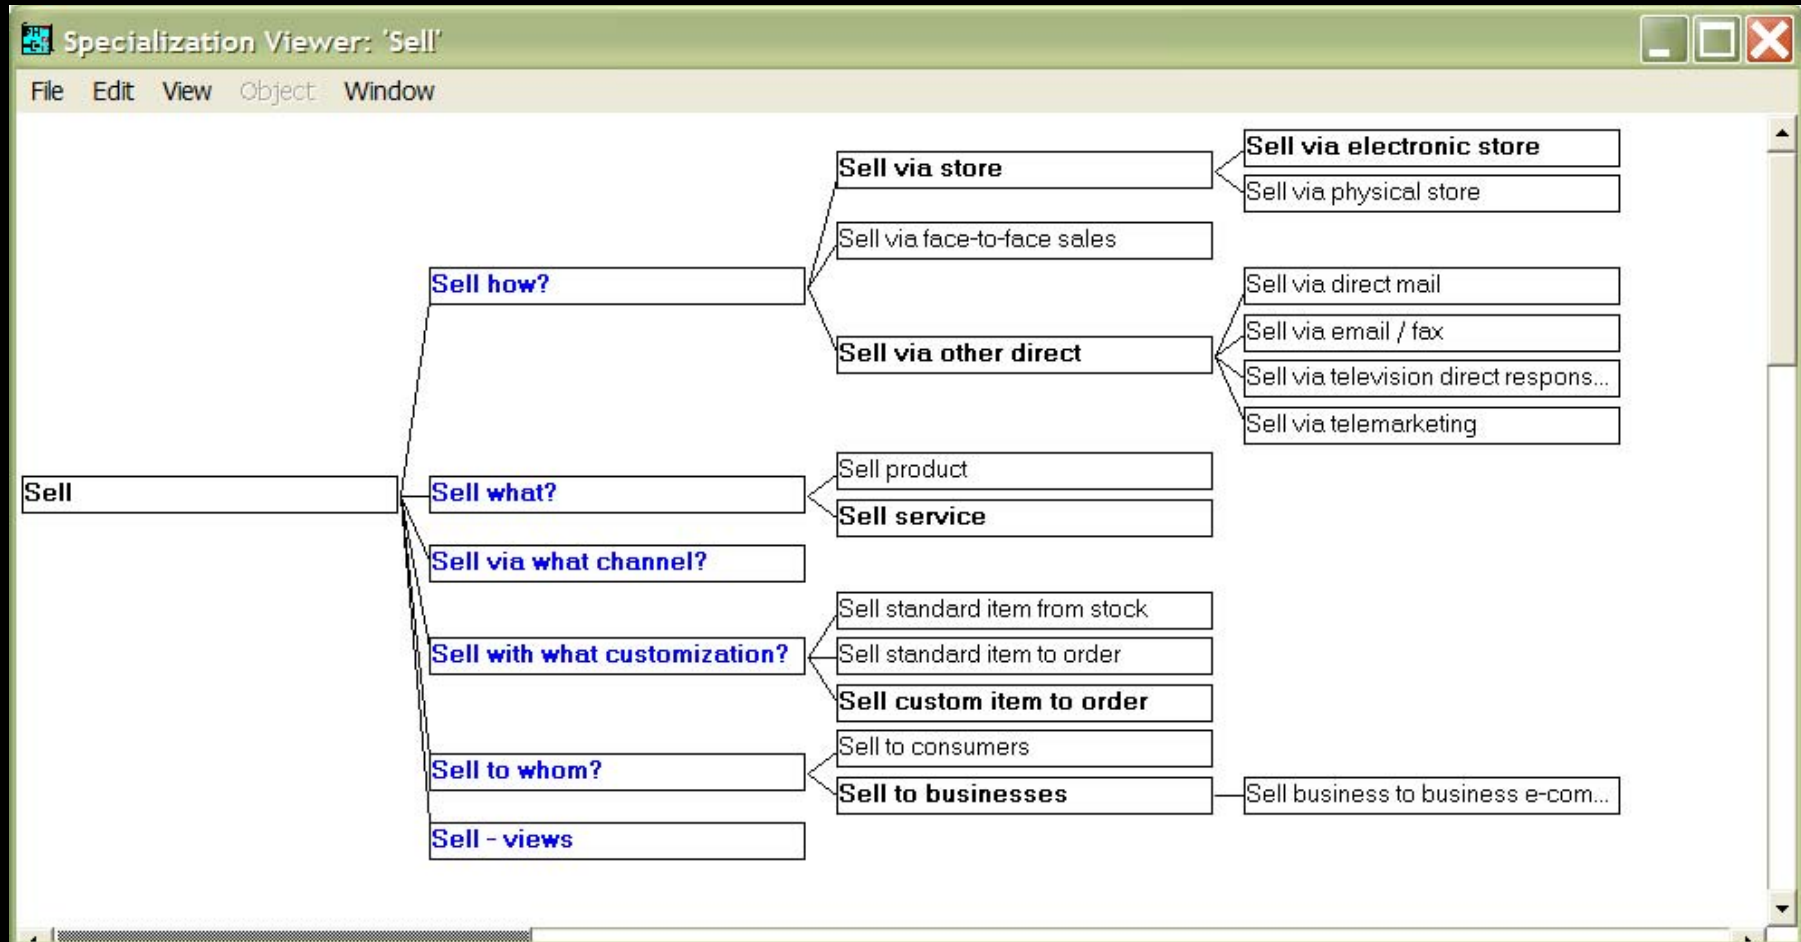 Specialization Viewer: 'Sell'
File Edit View Object Window
Sell
Sell how?
Sell via store
Sell via electronic store
Sell via physical store
Sell via face-to-face sales
Sell via other direct
Sell via direct mail
Sell via email / fax
Sell via television direct respons...
Sell via telemarketing
Sell what?
Sell product
Sell service
Sell via what channel?
Sell with what customization?
Sell standard item from stock
Sell standard item to order
Sell custom item to order
Sell to whom?
Sell to consumers
Sell to businesses
Sell business to business e-com...
Sell - views